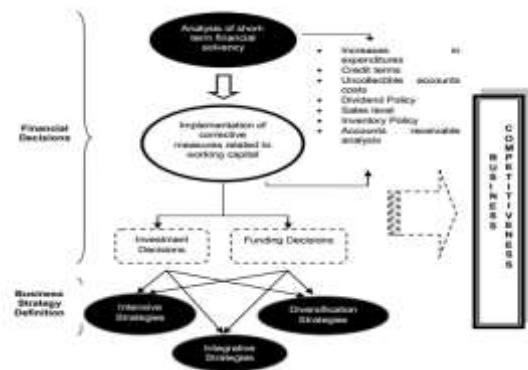 Analysis of short-
term financial
solvency
• Increases in
expenditures
• Credit terms
• Uncollectible accounts
costs
• Dividend Policy
• Sales level
• Inventory Policy
• Accounts receivable
analysis
Financial
Decisions
Implementation of
corrective
measures related to
working capital
Investment
Decisions
Funding Decisions
Business
Strategy
Definition
Intensive
Strategies
Diversification
Strategies
Integrative
Strategies
BUSINESS
COMPETITIVENESS